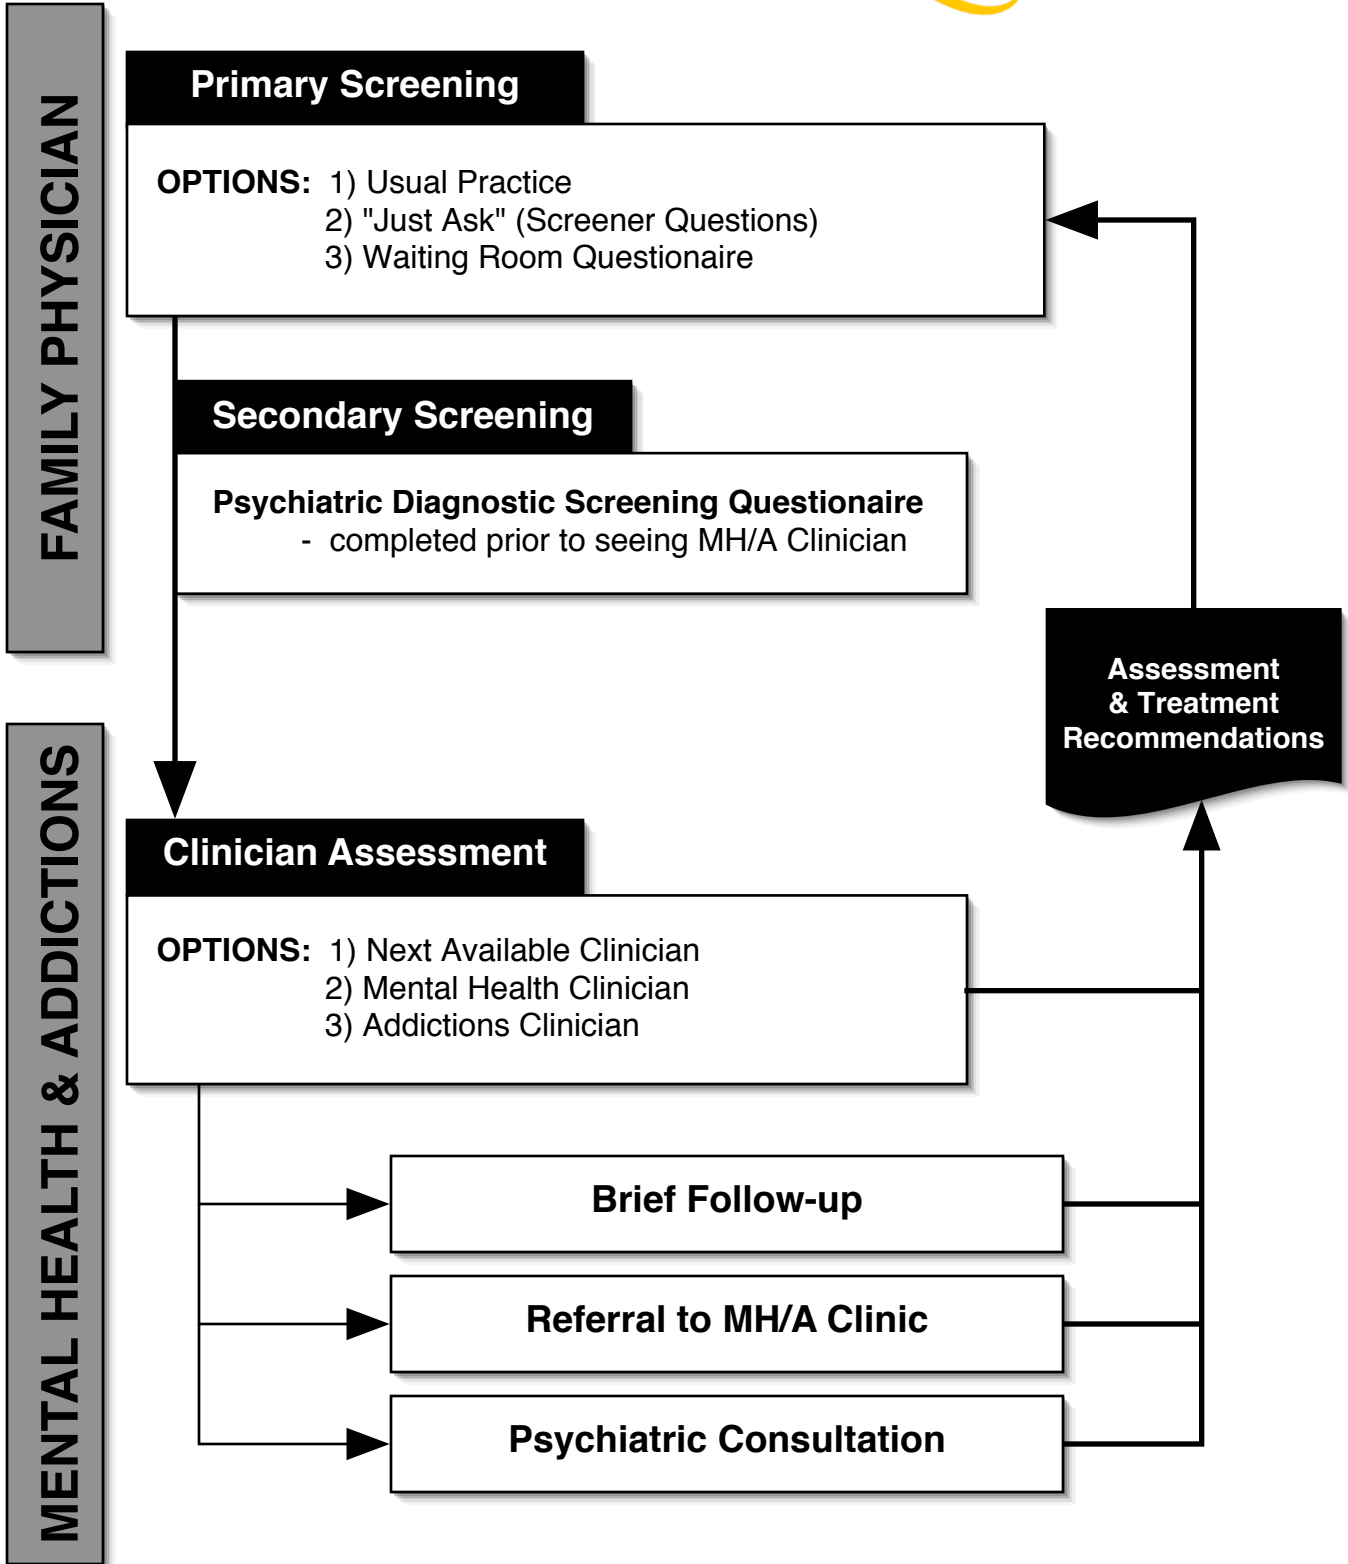 FAMILY PHYSICIAN
Primary Screening
OPTIONS: 1) Usual Practice
2) "Just Ask" (Screener Questions)
3) Waiting Room Questionaire
Secondary Screening
Psychiatric Diagnostic Screening Questionaire
- completed prior to seeing MH/A Clinician
Assessment
& Treatment
Recommendations
MENTAL HEALTH & ADDICTIONS
Clinician Assessment
OPTIONS: 1) Next Available Clinician
2) Mental Health Clinician
3) Addictions Clinician
Brief Follow-up
Referral to MH/A Clinic
Psychiatric Consultation